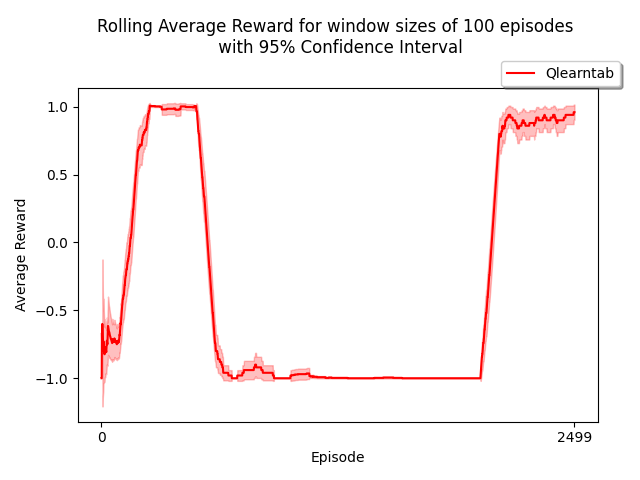 Rolling Average Reward for window sizes of 100 episodes
with 95% Confidence Interval
Qlearntab
1.0
0.5
0.0
−0.5
−1.0
Average Reward
0
2499
Episode